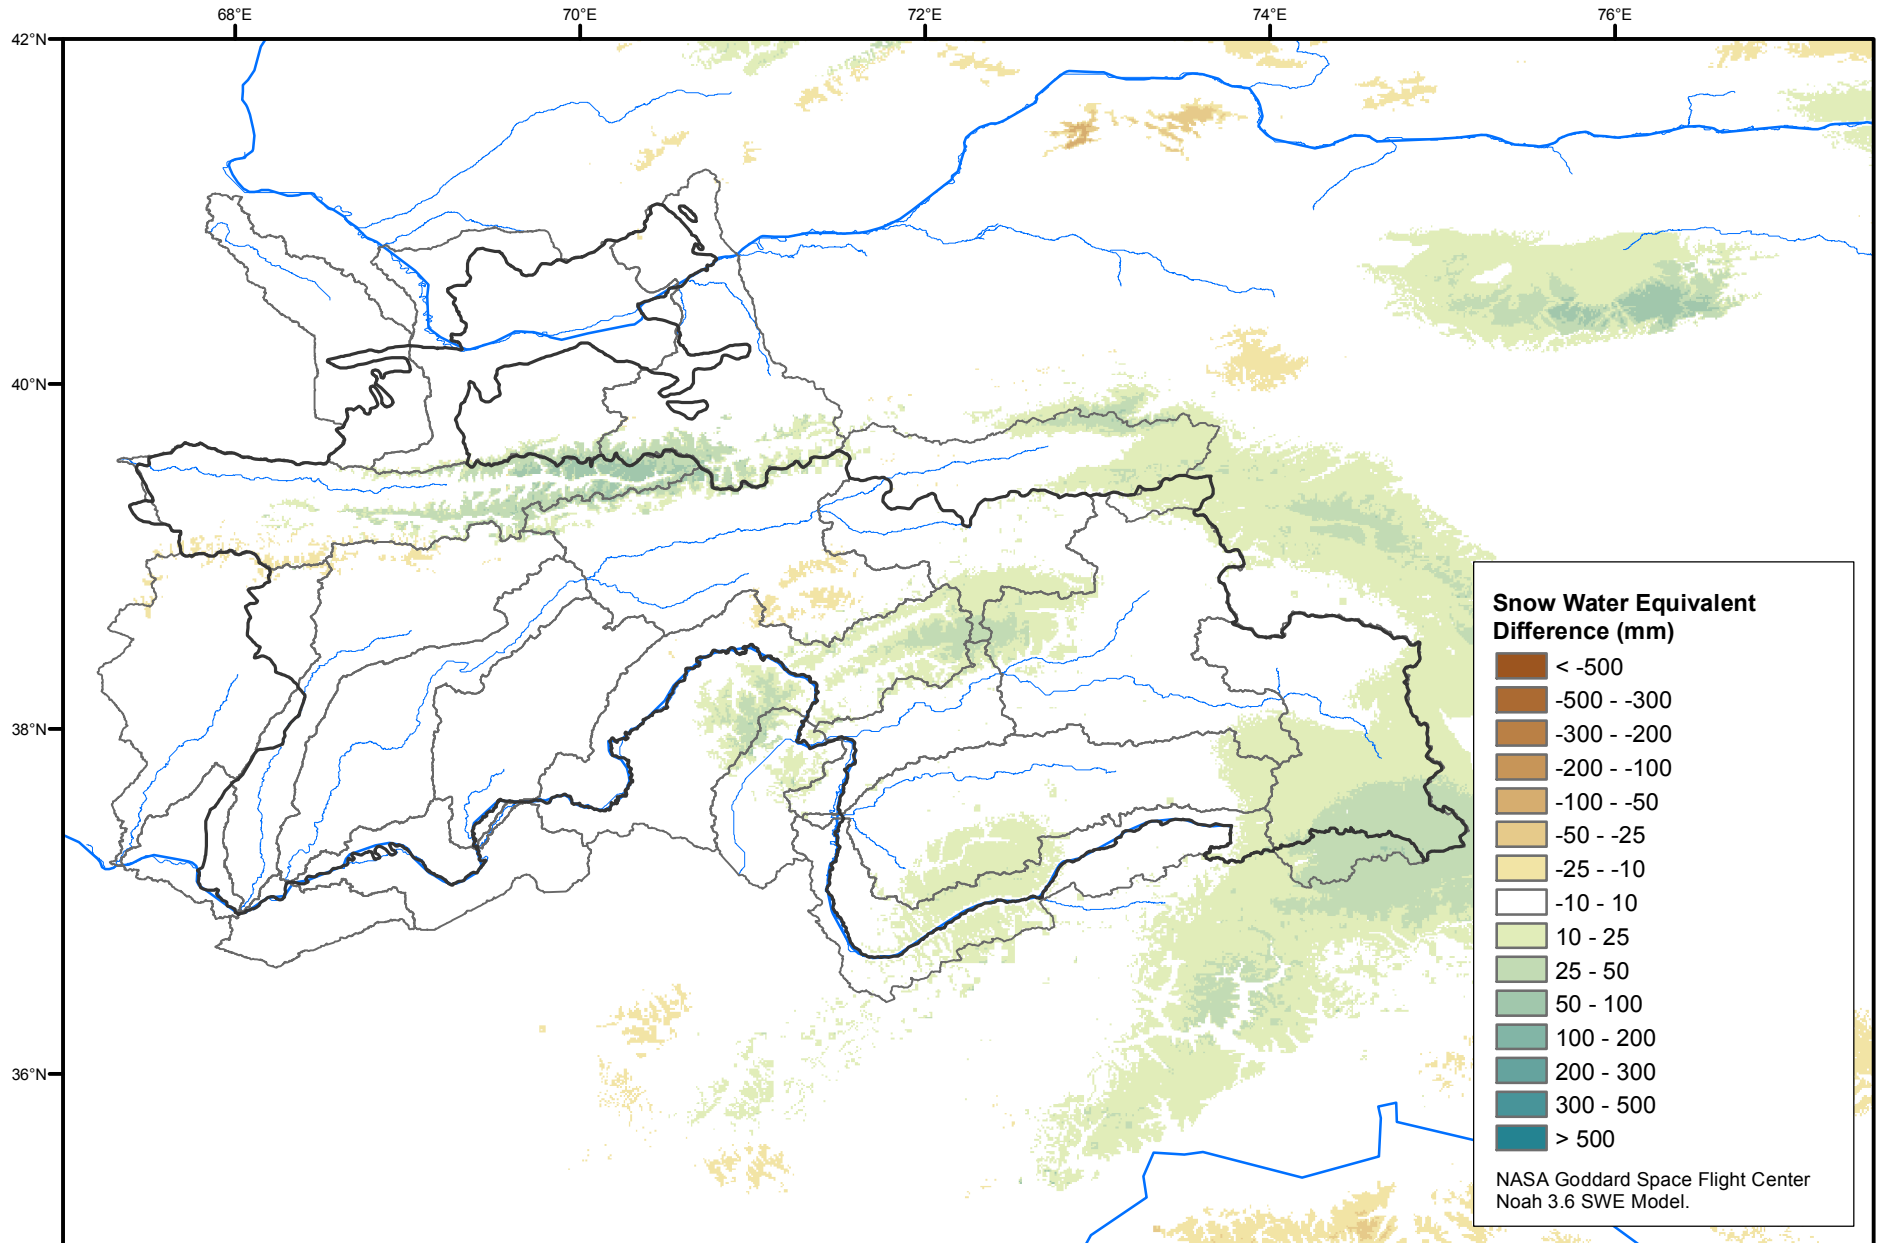 68°E
70°E
72°E
74°E
76°E
42°N
40°N
38°N
36°N
Snow Water Equivalent
Difference (mm)
< -500
-500 - -300
-300 - -200
-200 - -100
-100 - -50
-50 - -25
-25 - -10
-10 - 10
10 - 25
25 - 50
50 - 100
100 - 200
200 - 300
300 - 500
> 500
NASA Goddard Space Flight Center
Noah 3.6 SWE Model.